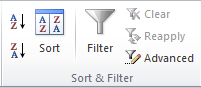 A Z
Z A
A Z
Z A
Sort
Filter
Clear
Reapply
Advanced
Sort & Filter